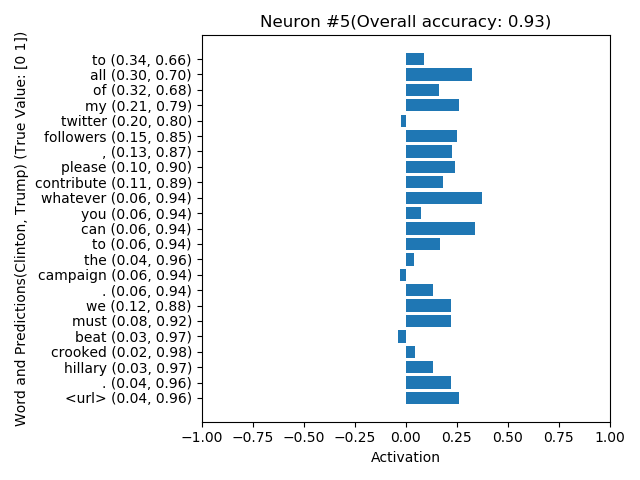 Neuron #5(Overall accuracy: 0.93)
Word and Predictions(Clinton, Trump) (True Value: [0 1])
to (0.34, 0.66)
all (0.30, 0.70)
of (0.32, 0.68)
my (0.21, 0.79)
twitter (0.20, 0.80)
followers (0.15, 0.85)
, (0.13, 0.87)
please (0.10, 0.90)
contribute (0.11, 0.89)
whatever (0.06, 0.94)
you (0.06, 0.94)
can (0.06, 0.94)
to (0.06, 0.94)
the (0.04, 0.96)
campaign (0.06, 0.94)
. (0.06, 0.94)
we (0.12, 0.88)
must (0.08, 0.92)
beat (0.03, 0.97)
crooked (0.02, 0.98)
hillary (0.03, 0.97)
. (0.04, 0.96)
<url> (0.04, 0.96)
−1.00 −0.75 −0.50 −0.25 0.00 0.25 0.50 0.75 1.00
Activation